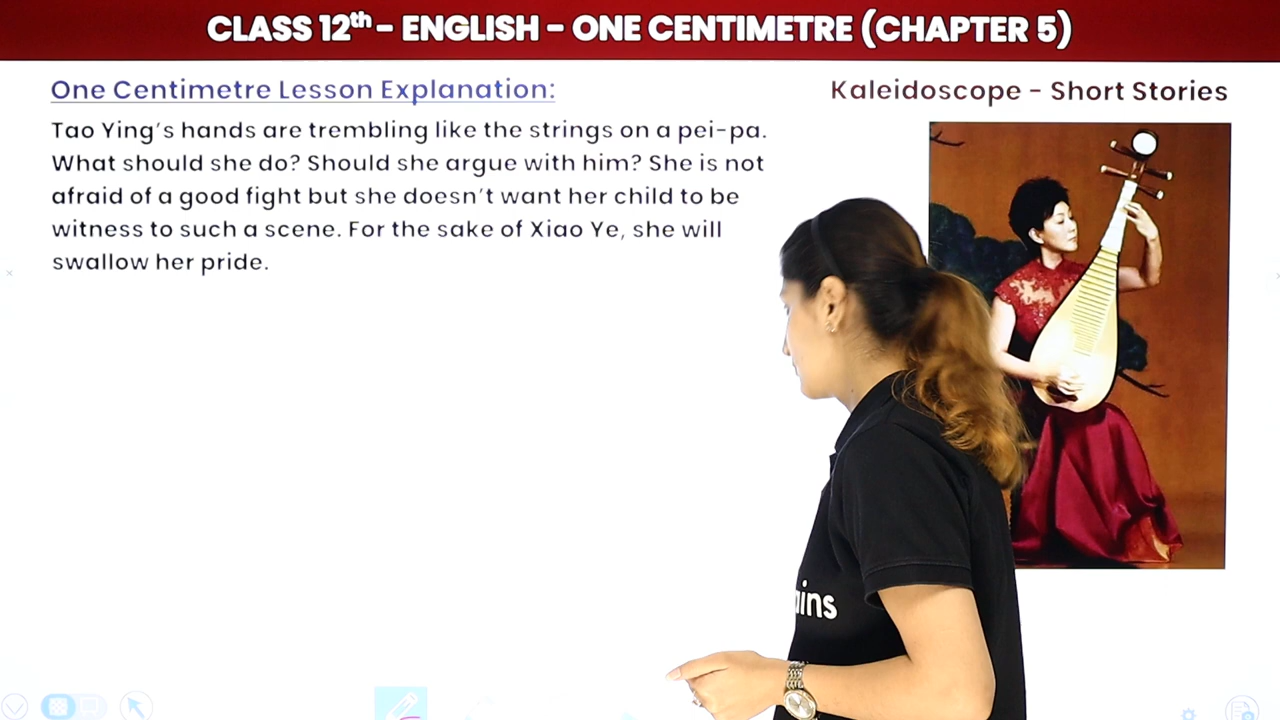 CLASS 12th - ENGLISH - ONE CENTIMETRE (CHAPTER 5)
One Centimetre Lesson Explanation:
Kaleidoscope - Short Stories
Tao Ying's hands are trembling like the strings on a pei-pa.
What should she do? Should she argue with him? She is not
afraid of a good fight but she doesn't want her child to be
witness to such a scene. For the sake of Xiao Ye, she will
swallow her pride.
ains